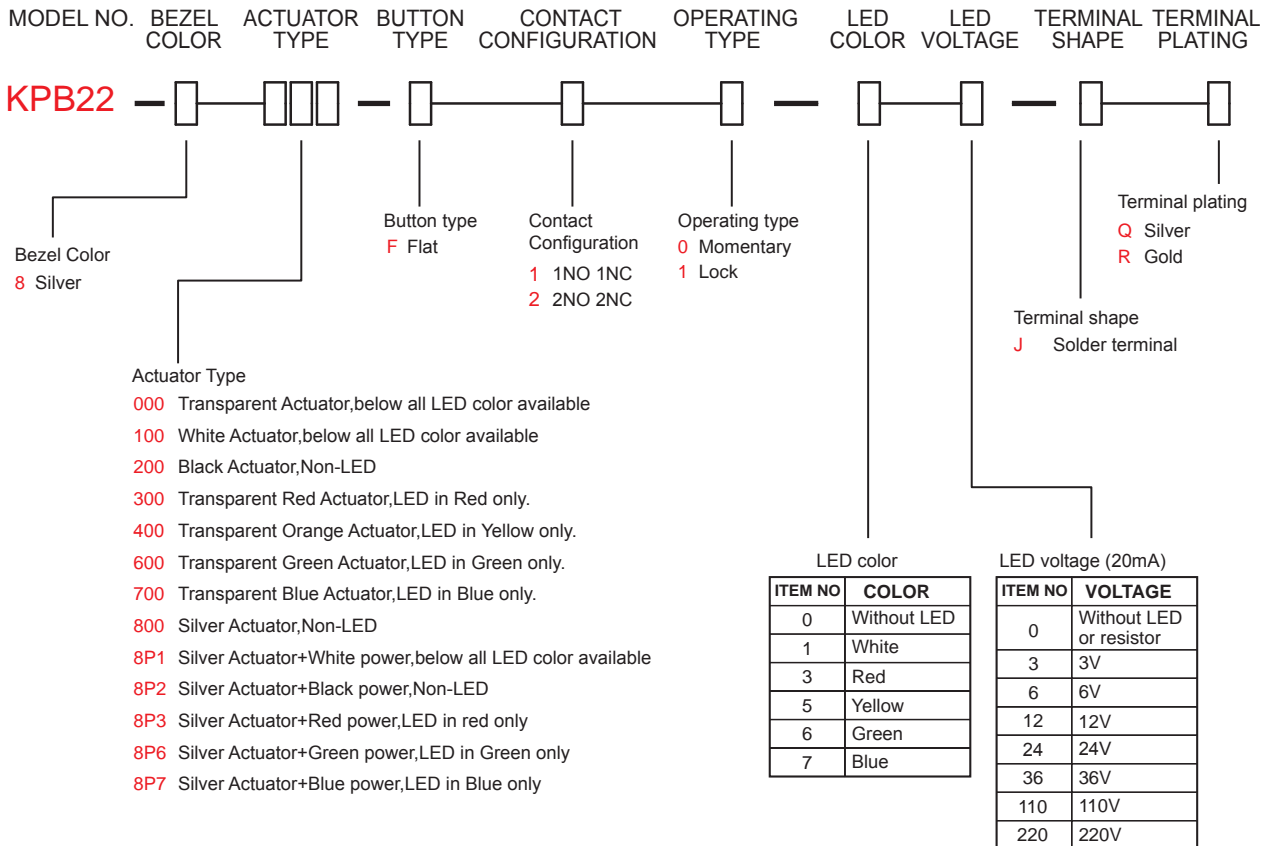 MODEL NO. BEZEL COLOR ACTUATOR TYPE BUTTON TYPE CONTACT CONFIGURATION OPERATING TYPE LED COLOR LED VOLTAGE TERMINAL SHAPE TERMINAL PLATING
KPB22
Bezel Color
8 Silver
Actuator Type
000 Transparent Actuator,below all LED color available
100 White Actuator,below all LED color available
200 Black Actuator,Non-LED
300 Transparent Red Actuator,LED in Red only.
400 Transparent Orange Actuator,LED in Yellow only.
600 Transparent Green Actuator,LED in Green only.
700 Transparent Blue Actuator,LED in Blue only.
800 Silver Actuator,Non-LED
8P1 Silver Actuator+White power,below all LED color available
8P2 Silver Actuator+Black power,Non-LED
8P3 Silver Actuator+Red power,LED in red only
8P6 Silver Actuator+Green power,LED in Green only
8P7 Silver Actuator+Blue power,LED in Blue only
Button type
F Flat
Contact
Configuration
1 1NO 1NC
2 2NO 2NC
Operating type
0 Momentary
1 Lock
LED color
ITEM NO COLOR
0 Without LED
1 White
3 Red
5 Yellow
6 Green
7 Blue
LED voltage (20mA)
ITEM NO VOLTAGE
0 Without LED
or resistor
3 3V
6 6V
12 12V
24 24V
36 36V
110 110V
220 220V
Terminal shape
J Solder terminal
Terminal plating
Q Silver
R Gold